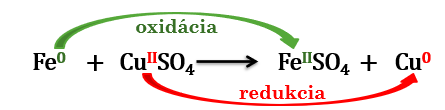 oxidácia
Fe⁰ + CuᴵᴵSO₄ → FeᴵᴵSO₄ + Cu⁰
redukcia